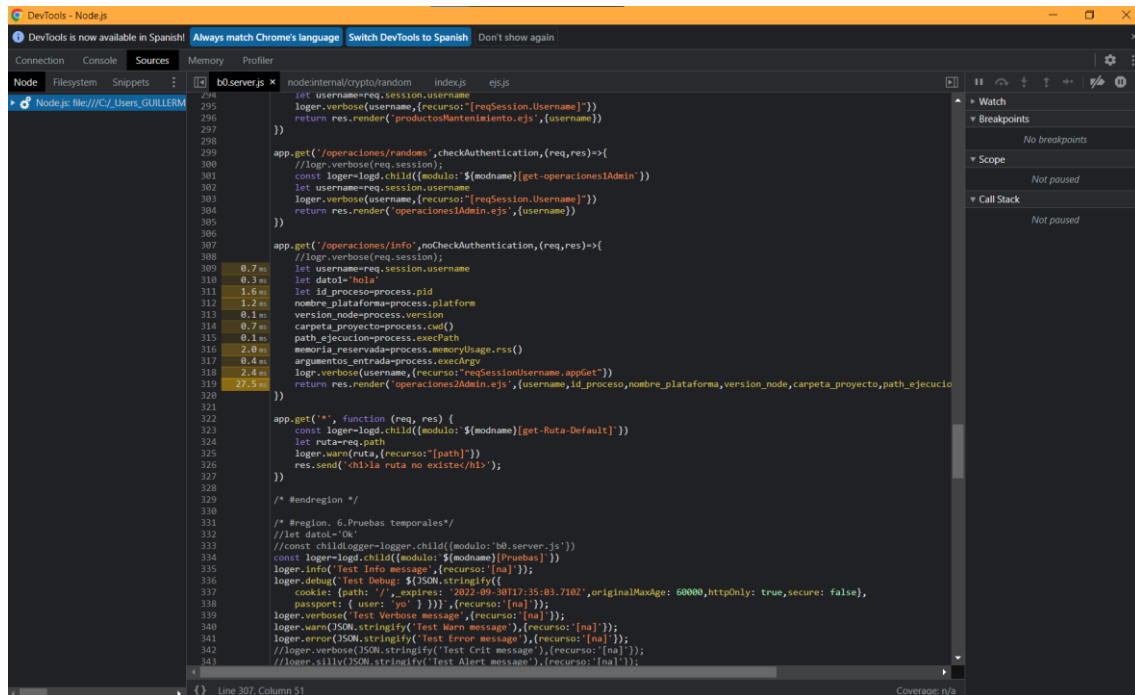 DevTools - Node.js
DevTools is now available in Spanish! Always match Chrome's language Switch DevTools to Spanish Don't show again
Connection Console Sources Memory Profiler
Node Filesystem Snippets b0.server.js × node:internal/crypto/random index.js ejs.js
Node.js: file:///C:/_Users_GUILLERM
294 let username=req.session.username
295 loger.verbose(username,{recurso:"[reqSession.Username]"})
296 return res.render('productosMantenimiento.ejs',{username})
297 })
298
299 app.get('/operaciones/randoms',checkAuthentication,(req,res)=>{
300 //logr.verbose(req.session);
301 const loger=logd.child({modulo:`${modname}[get-operaciones1Admin`})
302 let username=req.session.username
303 loger.verbose(username,{recurso:"[reqSession.Username]"})
304 return res.render('operaciones1Admin.ejs',{username})
305 })
306
307 app.get('/operaciones/info',noCheckAuthentication,(req,res)=>{
308 //logr.verbose(req.session);
309 0.7 ms let username=req.session.username
310 0.3 ms let dato1='hola'
311 1.6 ms let id_proceso=process.pid
312 1.2 ms nombre_plataforma=process.platform
313 0.1 ms version_node=process.version
314 0.7 ms carpeta_proyecto=process.cwd()
315 0.1 ms path_ejecucion=process.execPath
316 2.0 ms memoria_reservada=process.memoryUsage.rss()
317 0.4 ms argumentos_entrada=process.execArgv
318 2.4 ms logr.verbose(username,{recurso:"reqSessionUsername.appGet"})
319 27.5 ms return res.render('operaciones2Admin.ejs',{username,id_proceso,nombre_plataforma,version_node,carpeta_proyecto,path_ejecucio
320 })
321
322 app.get('*', function (req, res) {
323 const loger=logd.child({modulo:`${modname}[get-Ruta-Default]`})
324 let ruta=req.path
325 loger.warn(ruta,{recurso:"[path]"})
326 res.send('<h1>la ruta no existe</h1>');
327 })
328
329 /* #endregion */
330
331 /* #region. 6.Pruebas temporales*/
332 //let datoL='Ok'
333 //const childLogger=logger.child({modulo:'b0.server.js'})
334 const loger=logd.child({modulo:`${modname}[Pruebas]`})
335 loger.info('Test Info message',{recurso:'[na]'});
336 loger.debug(`Test Debug: ${JSON.stringify({
337 cookie: {path: '/',_expires: '2022-09-30T17:35:03.710Z',originalMaxAge: 60000,httpOnly: true,secure: false},
338 passport: { user: 'yo' } })}`,{recurso:'[na]'});
339 loger.verbose('Test Verbose message',{recurso:'[na]'});
340 loger.warn(JSON.stringify('Test Warn message'),{recurso:'[na]'});
341 loger.error(JSON.stringify('Test Error message'),{recurso:'[na]'});
342 //loger.verbose(JSON.stringify('Test Crit message'),{recurso:'[na]'});
343 //loger.silly(JSON.stringify('Test Alert message'),{recurso:'[na]'});
{} Line 307, Column 51 Coverage: n/a
Watch
Breakpoints
No breakpoints
Scope
Not paused
Call Stack
Not paused